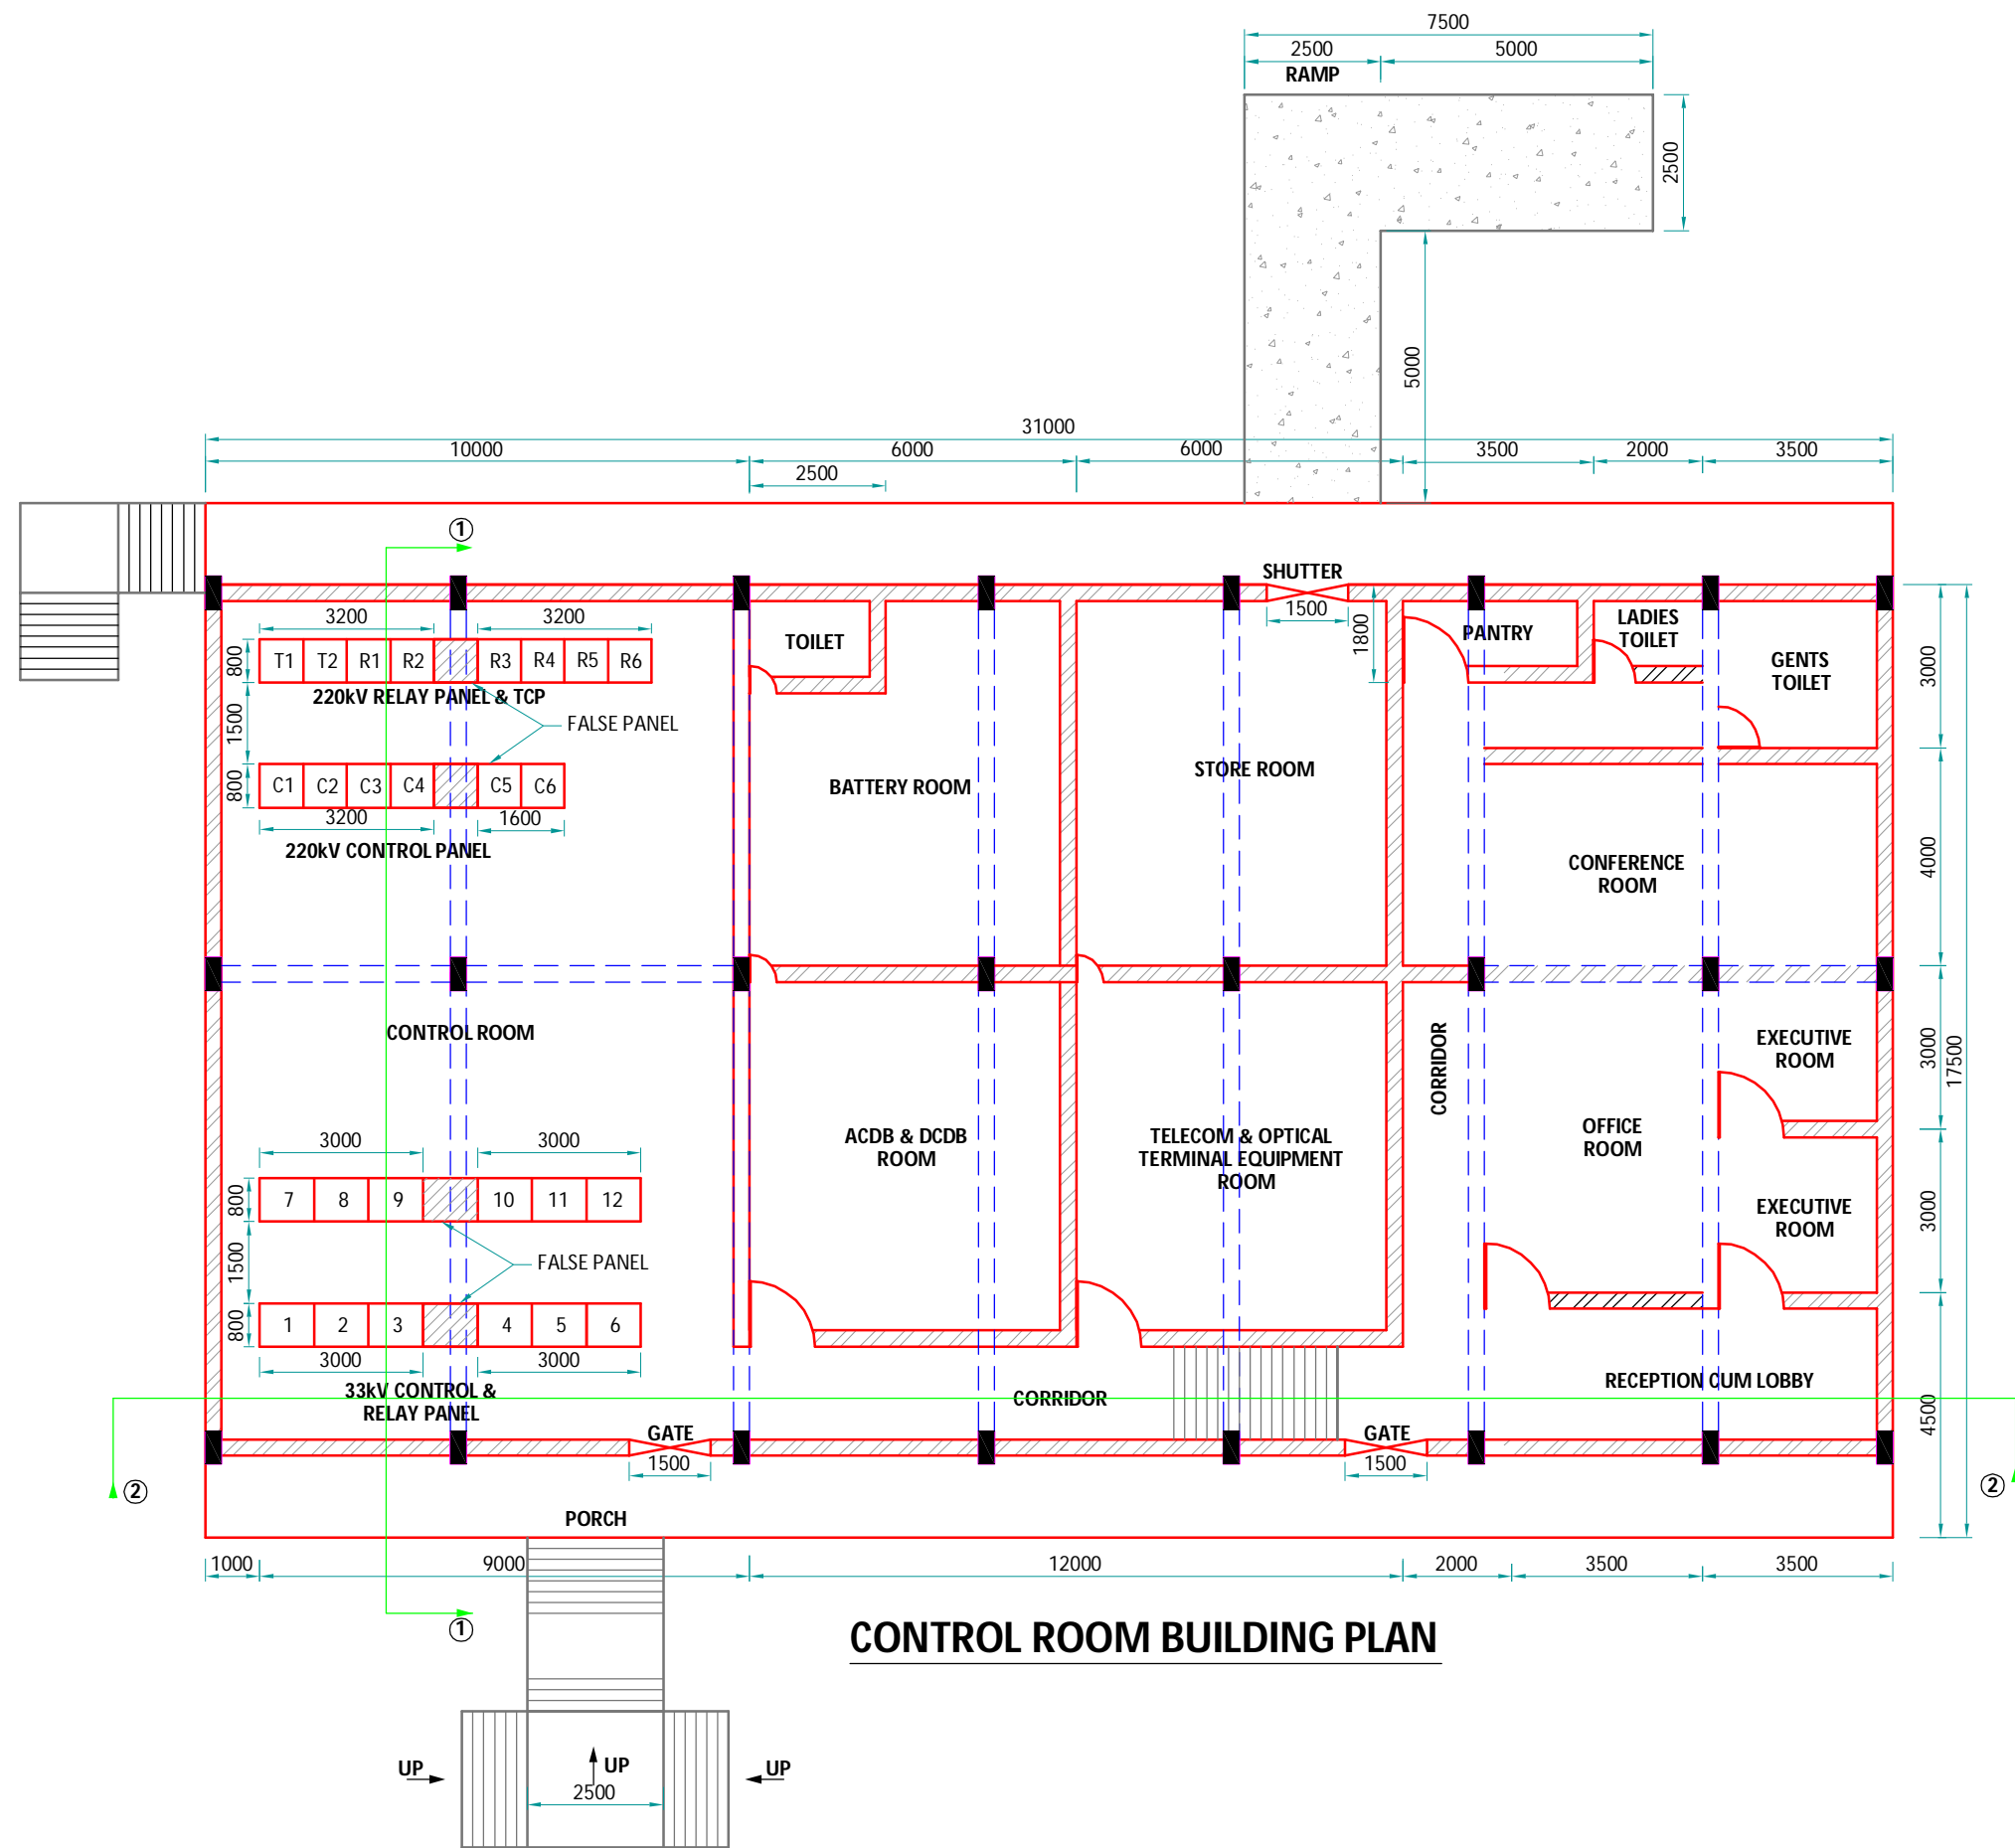 7500
2500
5000
RAMP
2500
5000
31000
10000
6000
6000
3500
2000
3500
2500
1
SHUTTER
1500
1800
3200
3200
TOILET
PANTRY
LADIES
TOILET
GENTS
TOILET
3000
800
T1 T2 R1 R2 R3 R4 R5 R6
220kV RELAY PANEL & TCP
FALSE PANEL
1500
800
C1 C2 C3 C4 C5 C6
3200
1600
220kV CONTROL PANEL
BATTERY ROOM
STORE ROOM
CONFERENCE
ROOM
4000
CONTROL ROOM
CORRIDOR
EXECUTIVE
ROOM
3000
17500
3000
3000
ACDB & DCDB
ROOM
TELECOM & OPTICAL
TERMINAL EQUIPMENT
ROOM
OFFICE
ROOM
800
7 8 9 10 11 12
EXECUTIVE
ROOM
3000
1500
FALSE PANEL
800
1 2 3 4 5 6
3000
3000
33kV CONTROL &
RELAY PANEL
CORRIDOR
RECEPTION CUM LOBBY
4500
GATE
1500
GATE
1500
2
2
PORCH
1000
9000
12000
2000
3500
3500
1
CONTROL ROOM BUILDING PLAN
UP
UP
UP
2500